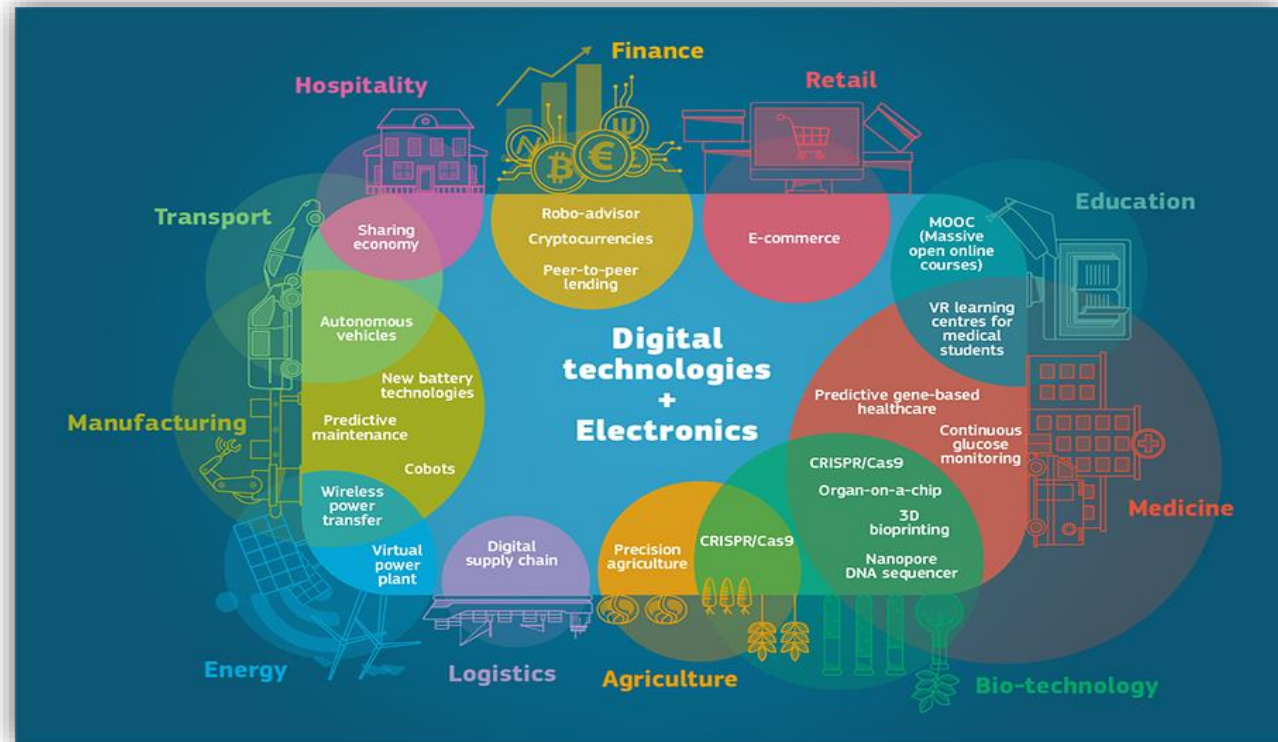 Finance
Hospitality
Retail
Transport
Education
Sharing
economy
Robo-advisor
Cryptocurrencies
Peer-to-peer
lending
E-commerce
MOOC
(Massive
open online
courses)
Autonomous
vehicles
VR learning
centres for
medical
students
Digital
technologies
+
Electronics
New battery
technologies
Predictive
maintenance
Cobots
Manufacturing
Predictive gene-based
healthcare
Continuous
glucose
monitoring
Medicine
Wireless
power
transfer
Virtual
power
plant
Digital
supply chain
Precision
agriculture
CRISPR/Cas9
CRISPR/Cas9
Organ-on-a-chip
3D
bioprinting
Nanopore
DNA sequencer
Energy
Logistics
Agriculture
Bio-technology